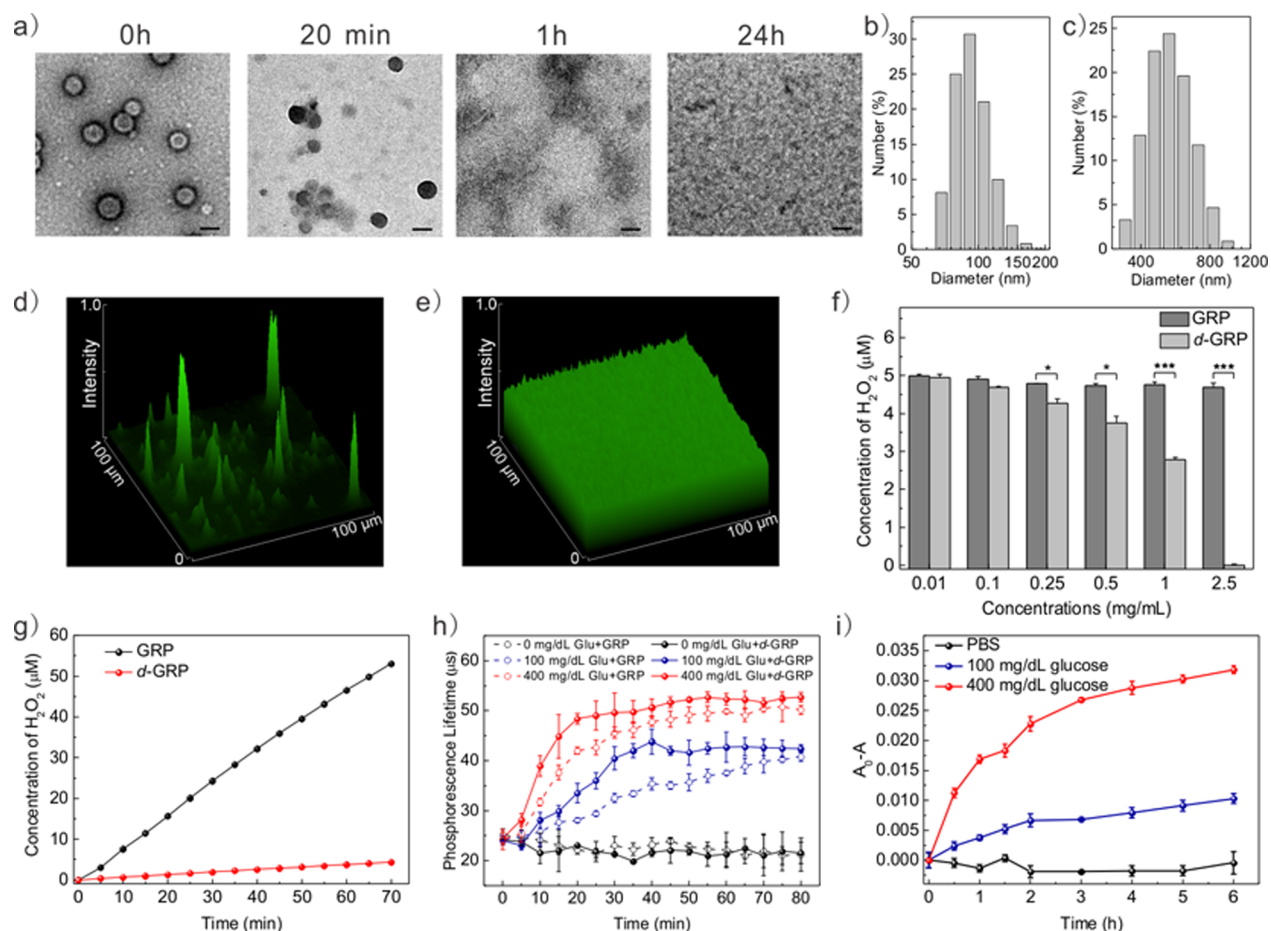 a)
0h
20 min
1h
24h
b)
Number (%)
30
25
20
15
10
5
0
50
100
150
200
Diameter (nm)
c)
Number (%)
25
20
15
10
5
0
400
800
1200
Diameter (nm)
d)
1.0
Intensity
100 µm
0
100 µm
e)
1.0
Intensity
100 µm
0
100 µm
f)
Concentration of H₂O₂ (µM)
6
5
4
3
2
1
0
GRP
d-GRP
*
*
***
***
0.01
0.1
0.25
0.5
1
2.5
Concentrations (mg/mL)
g)
Concentration of H₂O₂ (µM)
60
50
40
30
20
10
0
GRP
d-GRP
0
10
20
30
40
50
60
70
Time (min)
h)
Phosphorescence Lifetime (µs)
60
50
40
30
20
0 mg/dL Glu+GRP
100 mg/dL Glu+GRP
400 mg/dL Glu+GRP
0 mg/dL Glu+d-GRP
100 mg/dL Glu+d-GRP
400 mg/dL Glu+d-GRP
0
10
20
30
40
50
60
70
80
Time (min)
i)
A₀-A
0.035
0.030
0.025
0.020
0.015
0.010
0.005
0.000
PBS
100 mg/dL glucose
400 mg/dL glucose
0
1
2
3
4
5
6
Time (h)